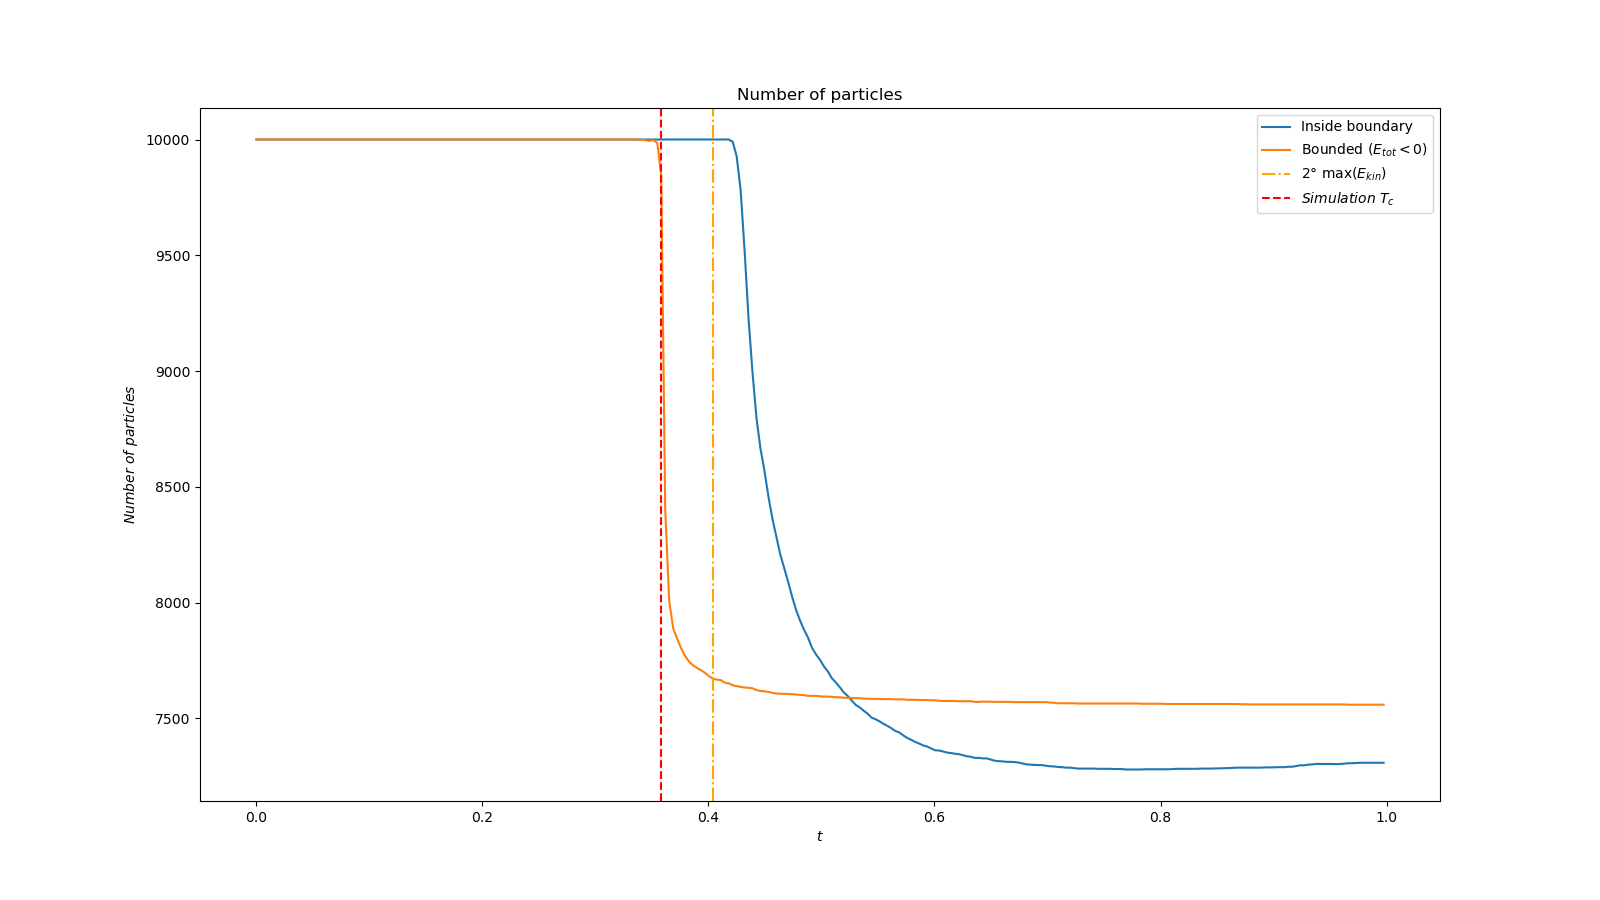 Number of particles
Inside boundary
Bounded (E_tot < 0)
2° max(E_kin)
Simulation T_c
10000
9500
9000
8500
8000
7500
Number of particles
0.0 0.2 0.4 0.6 0.8 1.0
t